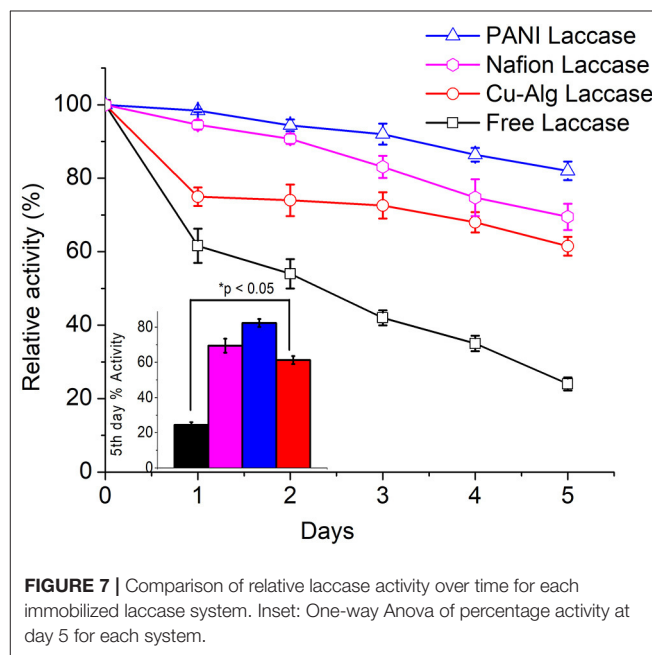 PANI Laccase
Nafion Laccase
Cu-Alg Laccase
Free Laccase
Relative activity (%)
100
80
60
40
20
0
*p < 0.05
5th day % Activity
80
60
40
20
0
0 1 2 3 4 5
Days
FIGURE 7 | Comparison of relative laccase activity over time for each
immobilized laccase system. Inset: One-way Anova of percentage activity at
day 5 for each system.